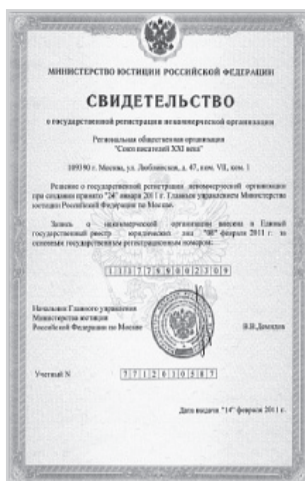 МИНИСТЕРСТВО ЮСТИЦИИ РОССИЙСКОЙ ФЕДЕРАЦИИ
СВИДЕТЕЛЬСТВО
о государственной регистрации некоммерческой организации
Региональная общественная организация
"Союз писателей XXI века"
109390 г. Москва, ул. Люблинская, д. 47, пом. VII, ком. 1
Решение о государственной регистрации некоммерческой организации
при создании принято "24" января 2011 г. Главным управлением Министерства
юстиции Российской Федерации по Москве.
Запись о некоммерческой организации внесена в Единый
государственный реестр юридических лиц "08" февраля 2011 г. за
основным государственным регистрационным номером:
1117799002309
Начальник Главного управления
Министерства юстиции
Российской Федерации по Москве
В.В.Демидов
Учетный N
7712010587
Дата выдачи "14" февраля 2011 г.